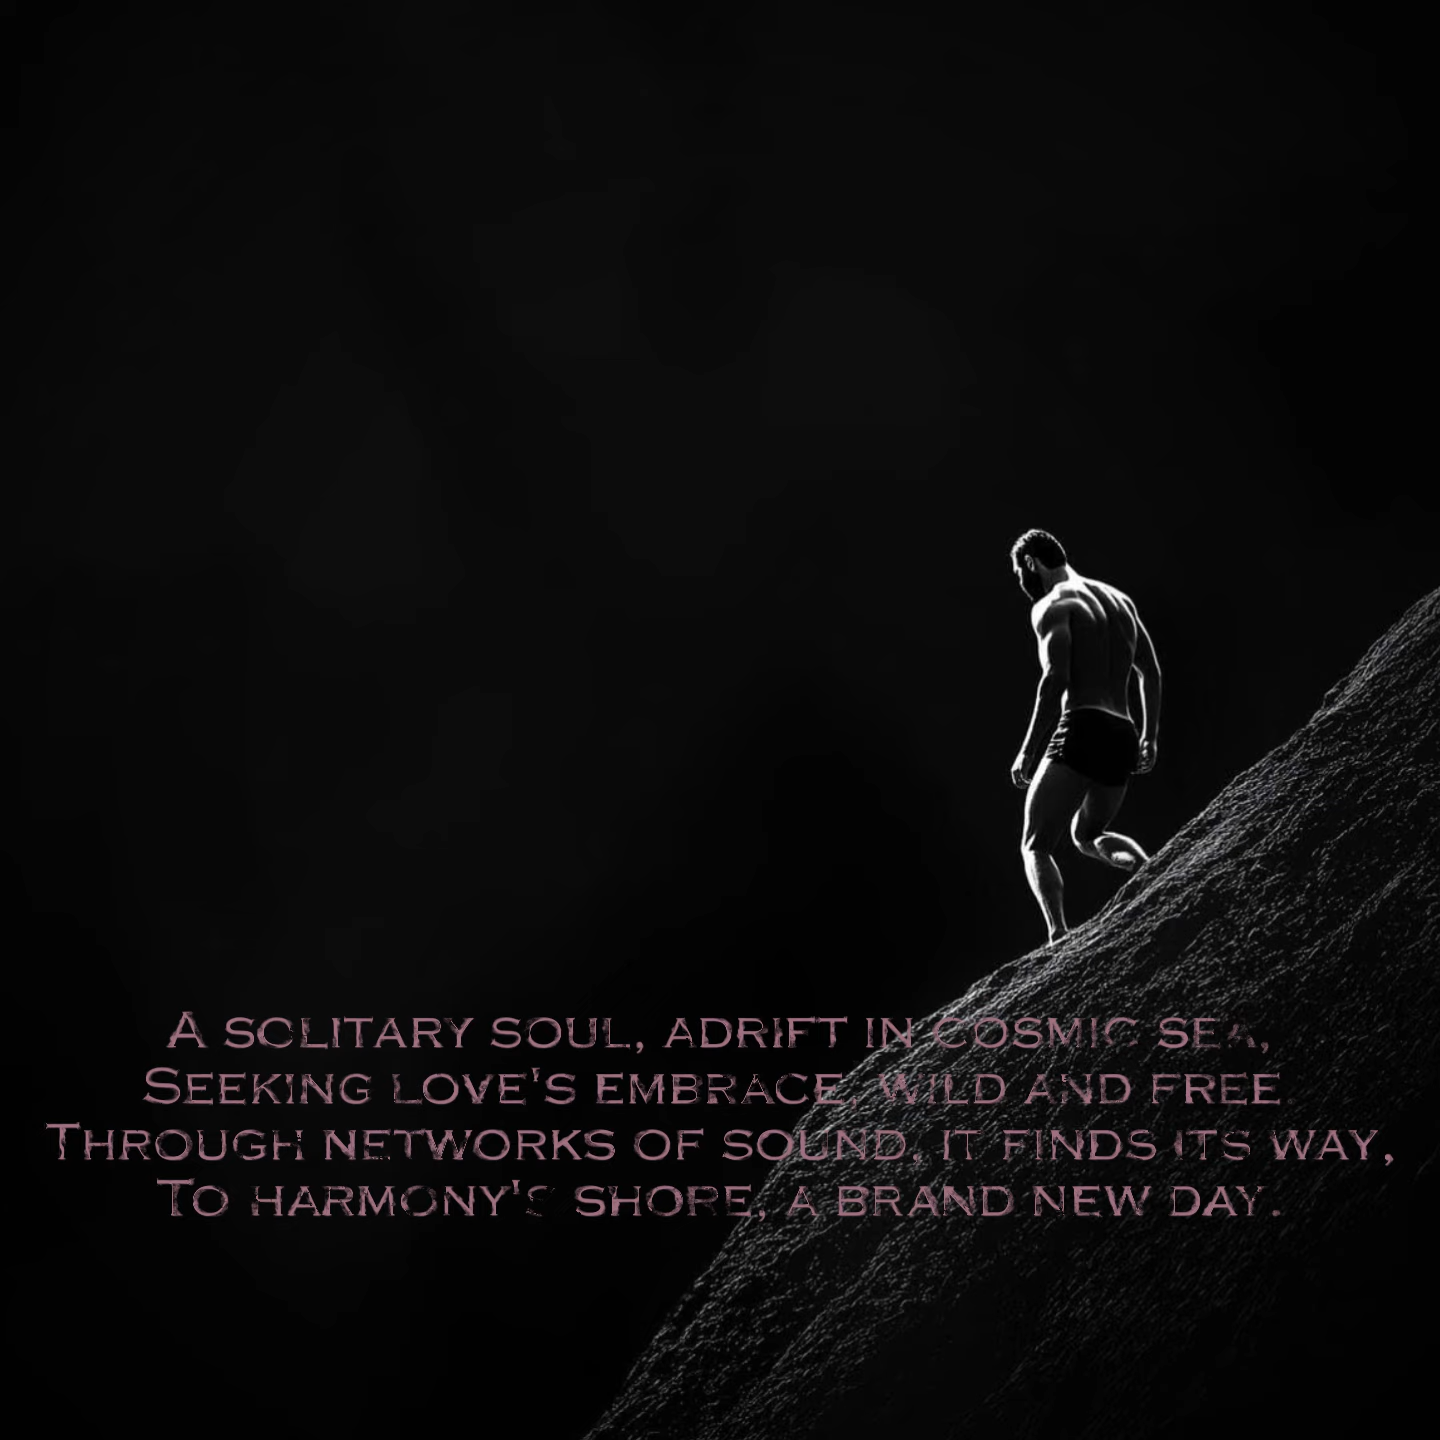 A solitary soul, adrift in cosmic sea,
Seeking love's embrace, wild and free.
Through networks of sound, it finds its way,
To harmony's shore, a brand new day.